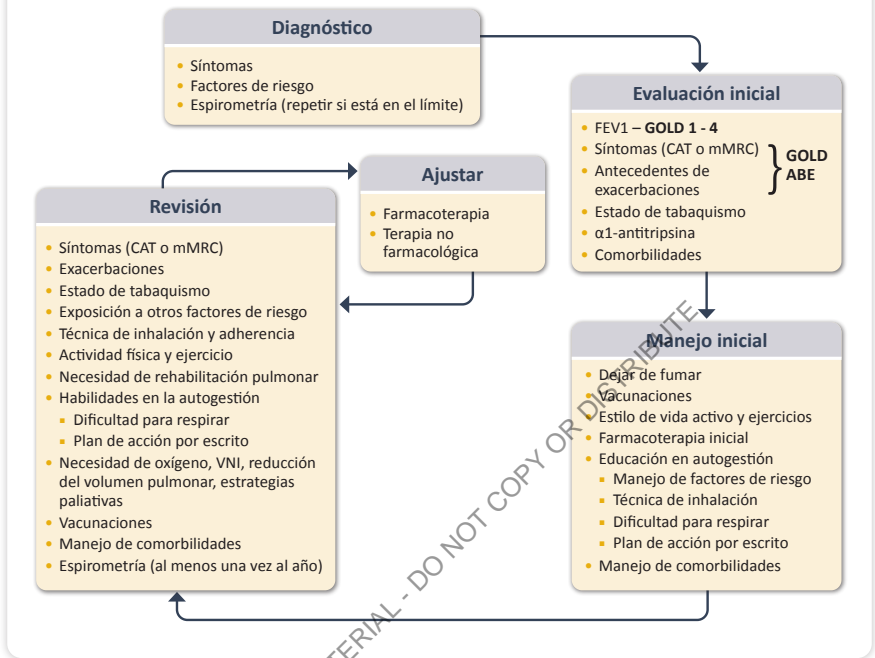 Diagnóstico
• Síntomas
• Factores de riesgo
• Espirometría (repetir si está en el límite)
Evaluación inicial
• FEV1 – GOLD 1 - 4
• Síntomas (CAT o mMRC)
• Antecedentes de
exacerbaciones
} GOLD
ABE
• Estado de tabaquismo
• α1-antitripsina
• Comorbilidades
Ajustar
• Farmacoterapia
• Terapia no
farmacológica
Revisión
• Síntomas (CAT o mMRC)
• Exacerbaciones
• Estado de tabaquismo
• Exposición a otros factores de riesgo
• Técnica de inhalación y adherencia
• Actividad física y ejercicio
• Necesidad de rehabilitación pulmonar
• Habilidades en la autogestión
▪ Dificultad para respirar
▪ Plan de acción por escrito
• Necesidad de oxígeno, VNI, reducción
del volumen pulmonar, estrategias
paliativas
• Vacunaciones
• Manejo de comorbilidades
• Espirometría (al menos una vez al año)
Manejo inicial
• Dejar de fumar
• Vacunaciones
• Estilo de vida activo y ejercicios
• Farmacoterapia inicial
• Educación en autogestión
▪ Manejo de factores de riesgo
▪ Técnica de inhalación
▪ Dificultad para respirar
▪ Plan de acción por escrito
• Manejo de comorbilidades
- DO NOT COPY OR DISTRIBUTE